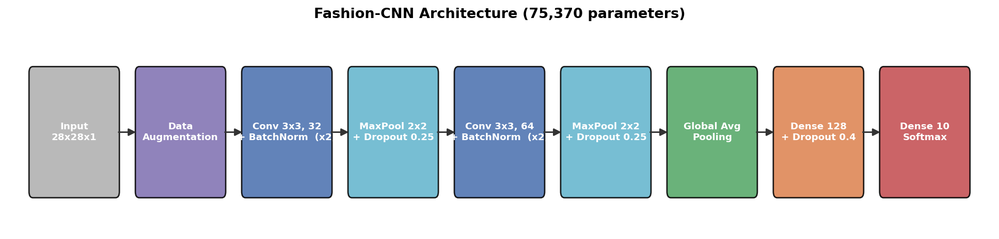 Fashion-CNN Architecture (75,370 parameters)
Input
28x28x1
Data
Augmentation
Conv 3x3, 32
+ BatchNorm (x2
MaxPool 2x2
+ Dropout 0.25
Conv 3x3, 64
+ BatchNorm (x2
MaxPool 2x2
+ Dropout 0.25
Global Avg
Pooling
Dense 128
+ Dropout 0.4
Dense 10
Softmax